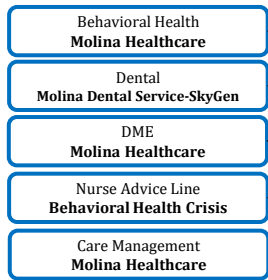 Behavioral Health
Molina Healthcare
Dental
Molina Dental Service-SkyGen
DME
Molina Healthcare
Nurse Advice Line
Behavioral Health Crisis
Care Management
Molina Healthcare